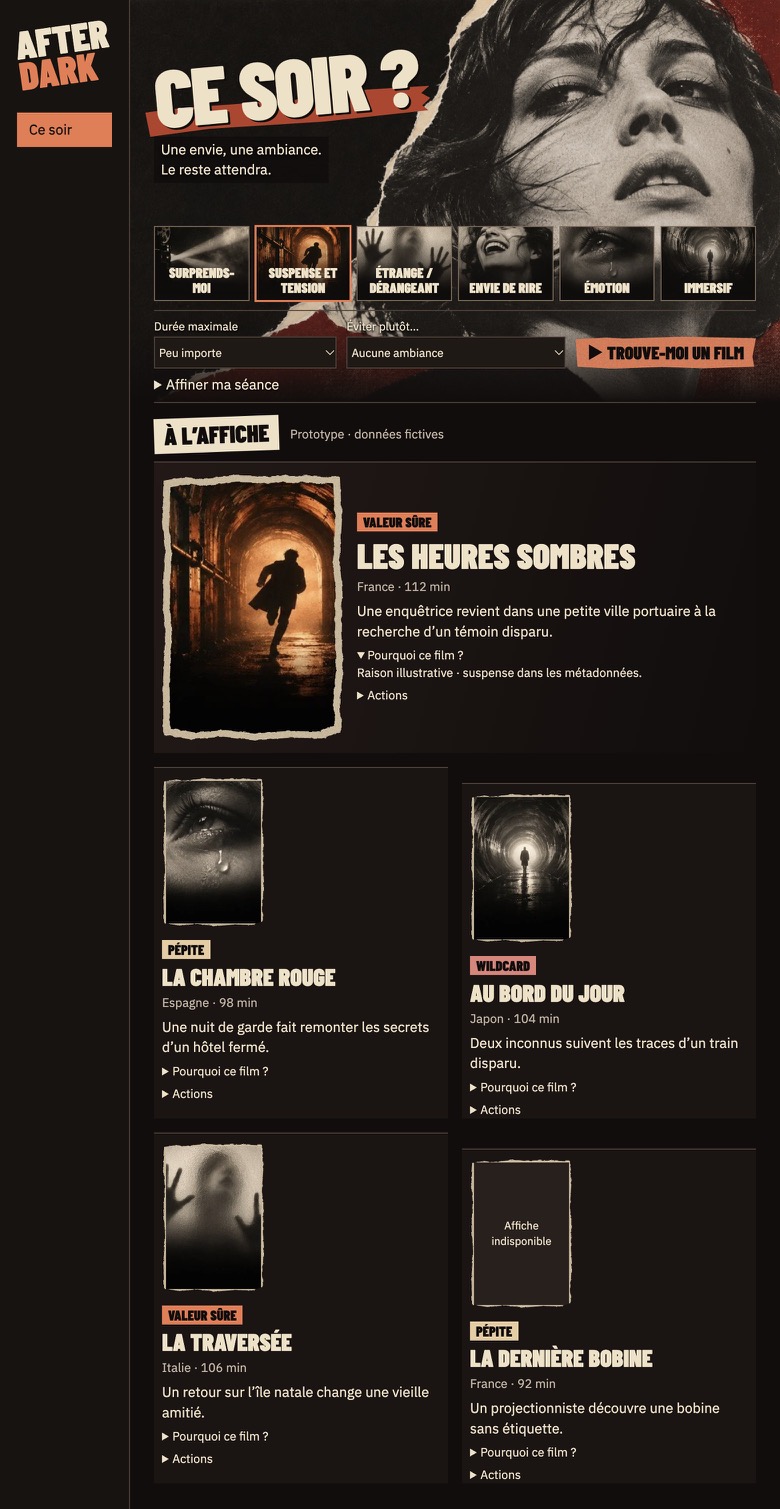 AFTER
DARK
Ce soir
CE SOIR ?
Une envie, une ambiance.
Le reste attendra.
SURPRENDS-
MOI
SUSPENSE ET
TENSION
ÉTRANGE /
DÉRANGEANT
ENVIE DE RIRE
ÉMOTION
IMMERSIF
Durée maximale
Éviter plutôt…
Peu importe
Aucune ambiance
▶ TROUVE-MOI UN FILM
▶ Affiner ma séance
À L’AFFICHE
Prototype · données fictives
VALEUR SÛRE
LES HEURES SOMBRES
France · 112 min
Une enquêtrice revient dans une petite ville portuaire à la
recherche d’un témoin disparu.
▼ Pourquoi ce film ?
Raison illustrative · suspense dans les métadonnées.
▶ Actions
PÉPITE
LA CHAMBRE ROUGE
Espagne · 98 min
Une nuit de garde fait remonter les secrets
d’un hôtel fermé.
▶ Pourquoi ce film ?
▶ Actions
WILDCARD
AU BORD DU JOUR
Japon · 104 min
Deux inconnus suivent les traces d’un train
disparu.
▶ Pourquoi ce film ?
▶ Actions
VALEUR SÛRE
LA TRAVERSÉE
Italie · 106 min
Un retour sur l’île natale change une vieille
amitié.
▶ Pourquoi ce film ?
▶ Actions
Affiche
indisponible
PÉPITE
LA DERNIÈRE BOBINE
France · 92 min
Un projectionniste découvre une bobine
sans étiquette.
▶ Pourquoi ce film ?
▶ Actions